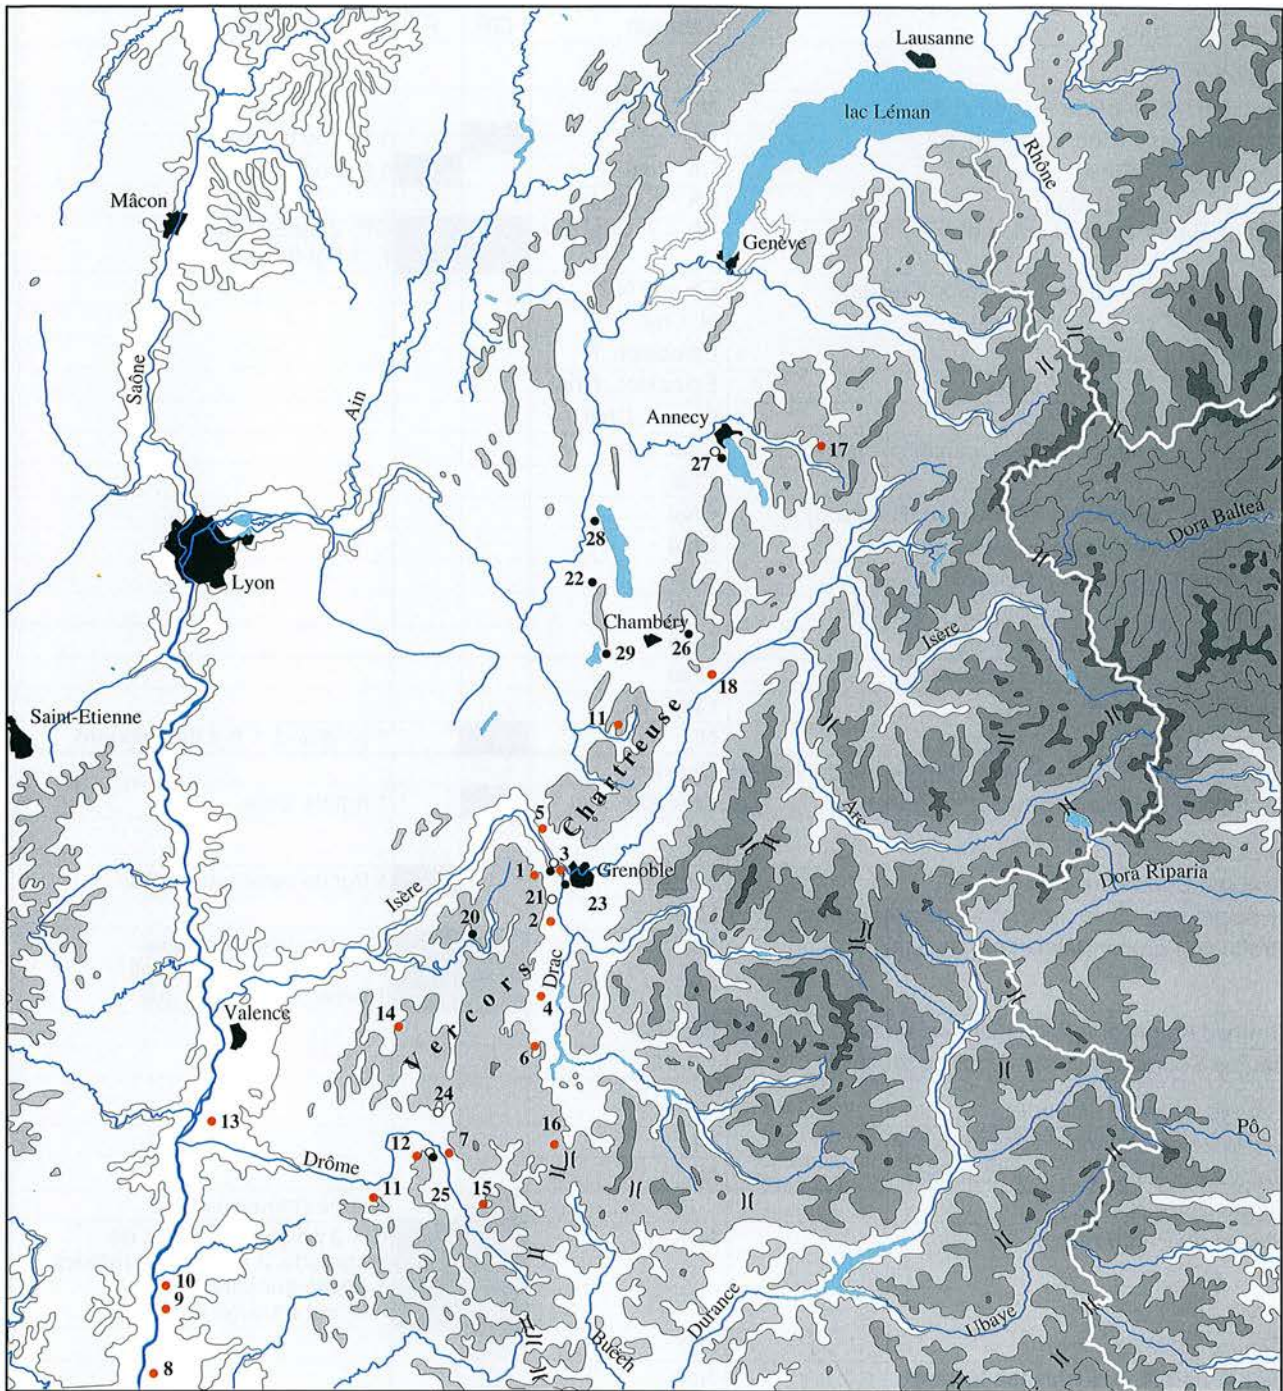 Lausanne
lac Léman
Rhône
Mâcon
Genève
Saône
Ain
Annecy
17
27
Dora Baltea
28
Lyon
22
Chambéry
26
Isère
29
18
Saint-Etienne
11
Chartreuse
5
Arc
3
Grenoble
1
Dora Riparia
Isère
21
23
20
2
Drac
4
Valence
14
Vercors
6
24
13
16
Pô
12
7
Drôme
25
11
15
10
9
Durance
Ubaye
Buëch
8